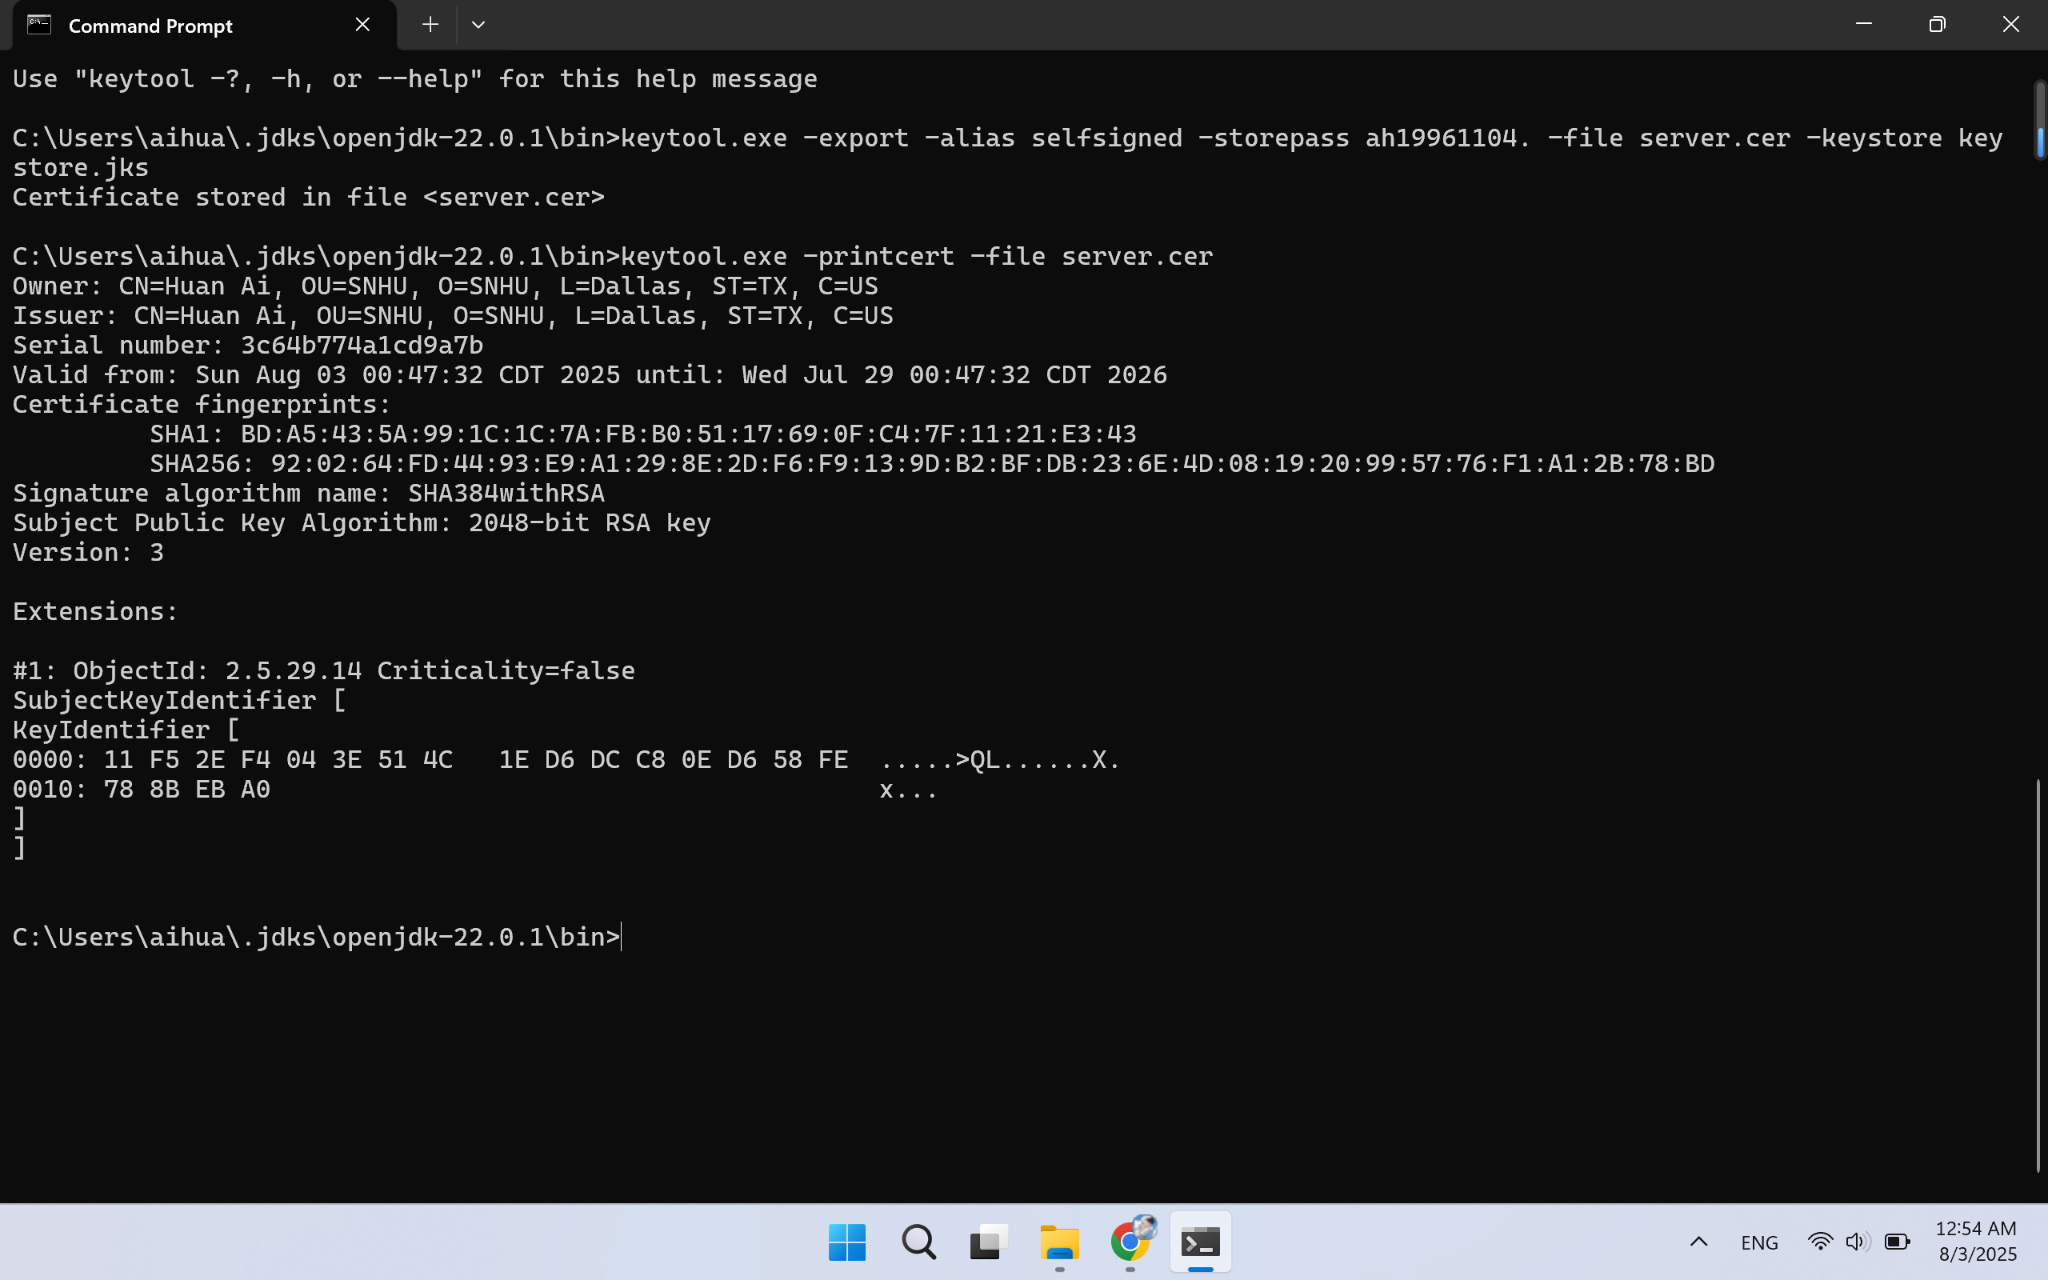 Command Prompt
Use "keytool -?, -h, or --help" for this help message
C:\Users\aihua\.jdks\openjdk-22.0.1\bin>keytool.exe -export -alias selfsigned -storepass ah19961104. -file server.cer -keystore key
store.jks
Certificate stored in file <server.cer>
C:\Users\aihua\.jdks\openjdk-22.0.1\bin>keytool.exe -printcert -file server.cer
Owner: CN=Huan Ai, OU=SNHU, O=SNHU, L=Dallas, ST=TX, C=US
Issuer: CN=Huan Ai, OU=SNHU, O=SNHU, L=Dallas, ST=TX, C=US
Serial number: 3c64b774a1cd9a7b
Valid from: Sun Aug 03 00:47:32 CDT 2025 until: Wed Jul 29 00:47:32 CDT 2026
Certificate fingerprints:
SHA1: BD:A5:43:5A:99:1C:1C:7A:FB:B0:51:17:69:0F:C4:7F:11:21:E3:43
SHA256: 92:02:64:FD:44:93:E9:A1:29:8E:2D:F6:F9:13:9D:B2:BF:DB:23:6E:4D:08:19:20:99:57:76:F1:A1:2B:78:BD
Signature algorithm name: SHA384withRSA
Subject Public Key Algorithm: 2048-bit RSA key
Version: 3
Extensions:
#1: ObjectId: 2.5.29.14 Criticality=false
SubjectKeyIdentifier [
KeyIdentifier [
0000: 11 F5 2E F4 04 3E 51 4C   1E D6 DC C8 0E D6 58 FE  .....>QL......X.
0010: 78 8B EB A0                                        x...
]
]
C:\Users\aihua\.jdks\openjdk-22.0.1\bin>
ENG
12:54 AM
8/3/2025